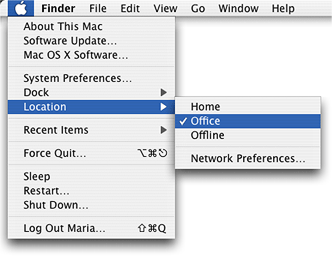 Finder File Edit View Go Window Help
About This Mac
Software Update...
Mac OS X Software...
System Preferences...
Dock
Location
Home
Office
Offline
Network Preferences...
Recent Items
Force Quit... ⌥⌘⎋
Sleep
Restart...
Shut Down...
Log Out Maria... ⇧⌘Q